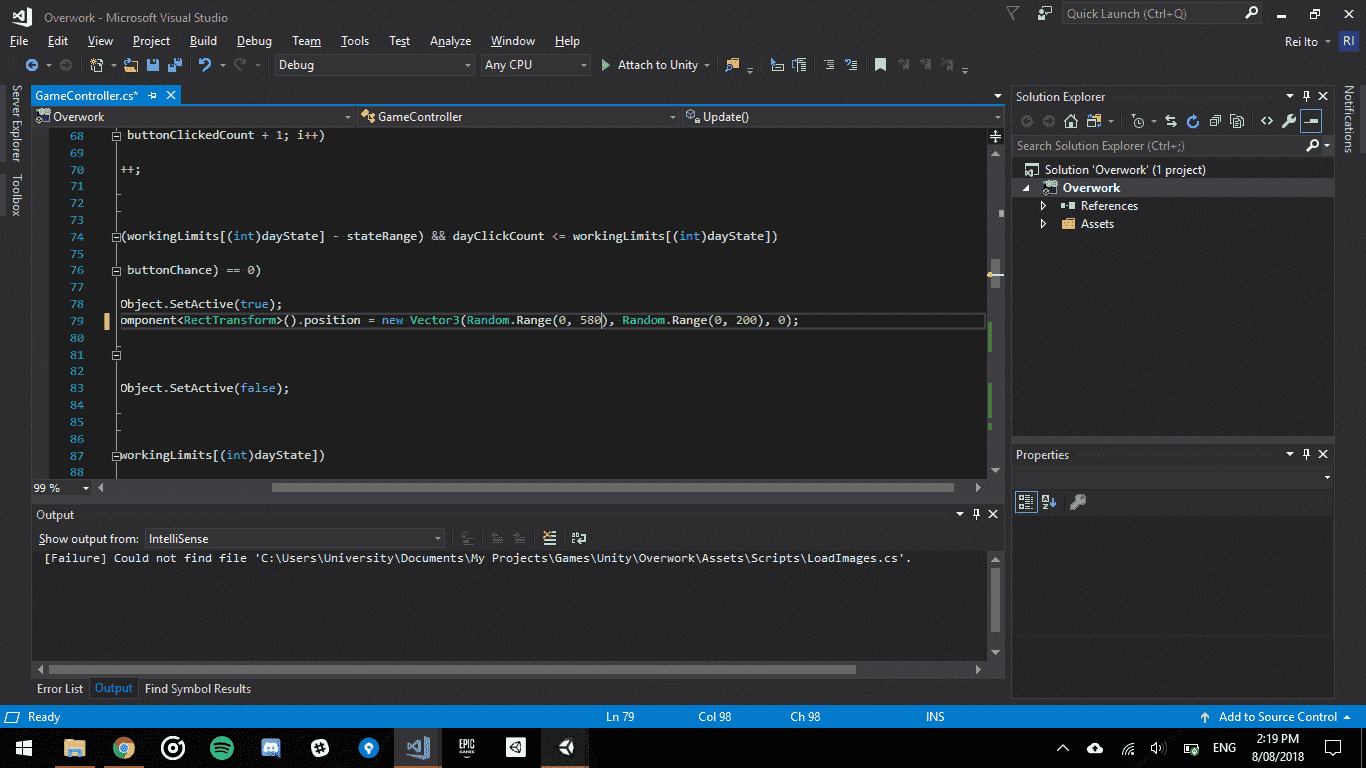 Overwork - Microsoft Visual Studio
Quick Launch (Ctrl+Q)
File Edit View Project Build Debug Team Tools Test Analyze Window Help
Rei Ito RI
Debug Any CPU Attach to Unity
Server Explorer
Toolbox
GameController.cs*
Overwork GameController Update()
68 buttonClickedCount + 1; i++)
69
70 ++;
71
72
73
74 (workingLimits[(int)dayState] - stateRange) && dayClickCount <= workingLimits[(int)dayState])
75
76 buttonChance) == 0)
77
78 Object.SetActive(true);
79 omponent<RectTransform>().position = new Vector3(Random.Range(0, 580), Random.Range(0, 200), 0);
80
81
82
83 Object.SetActive(false);
84
85
86
87 workingLimits[(int)dayState])
88
99 %
Output
Show output from: IntelliSense
[Failure] Could not find file 'C:\Users\University\Documents\My Projects\Games\Unity\Overwork\Assets\Scripts\LoadImages.cs'.
Error List Output Find Symbol Results
Solution Explorer
Search Solution Explorer (Ctrl+;)
Solution 'Overwork' (1 project)
Overwork
References
Assets
Properties
Notifications
Ready Ln 79 Col 98 Ch 98 INS Add to Source Control
EPIC GAMES
ENG
2:19 PM
8/08/2018